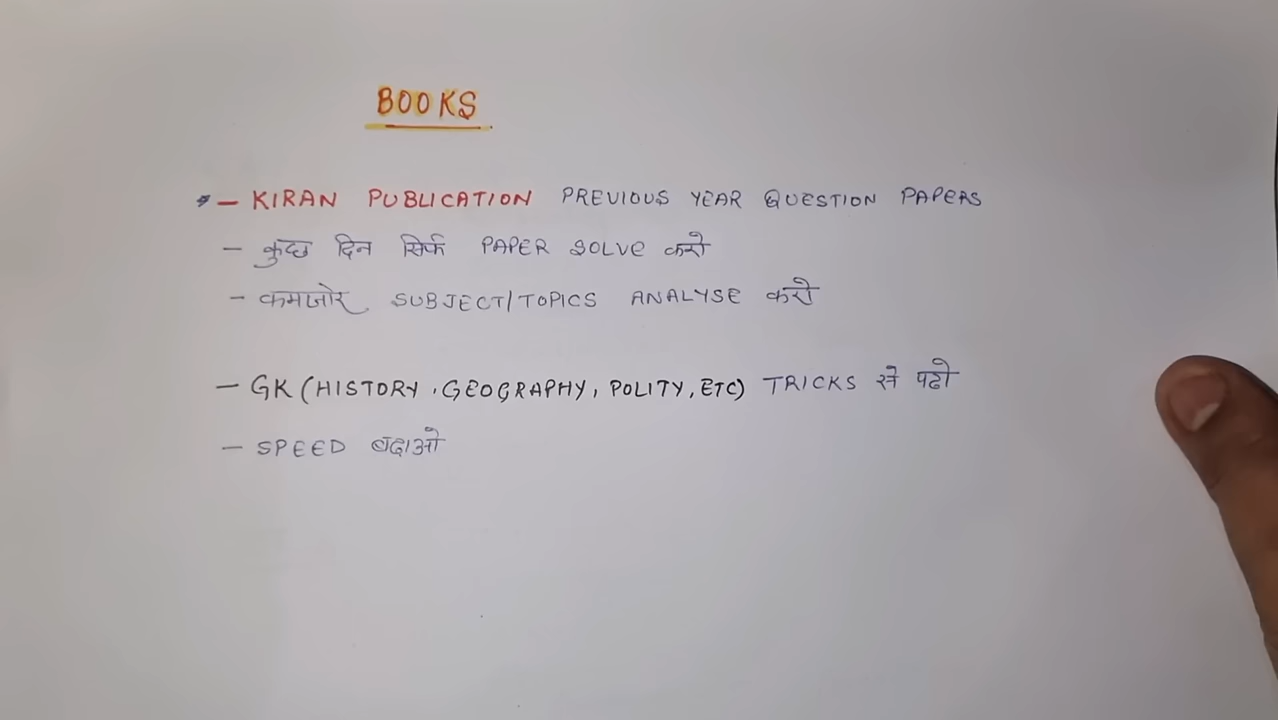 BOOKS
* - KIRAN PUBLICATION PREVIOUS YEAR QUESTION PAPERS
- कुछ दिन सिर्फ PAPER SOLVE करो
- कमजोर SUBJECT/TOPICS ANALYSE करो
- GK (HISTORY, GEOGRAPHY, POLITY, ETC) TRICKS से पढो
- SPEED बढाओ